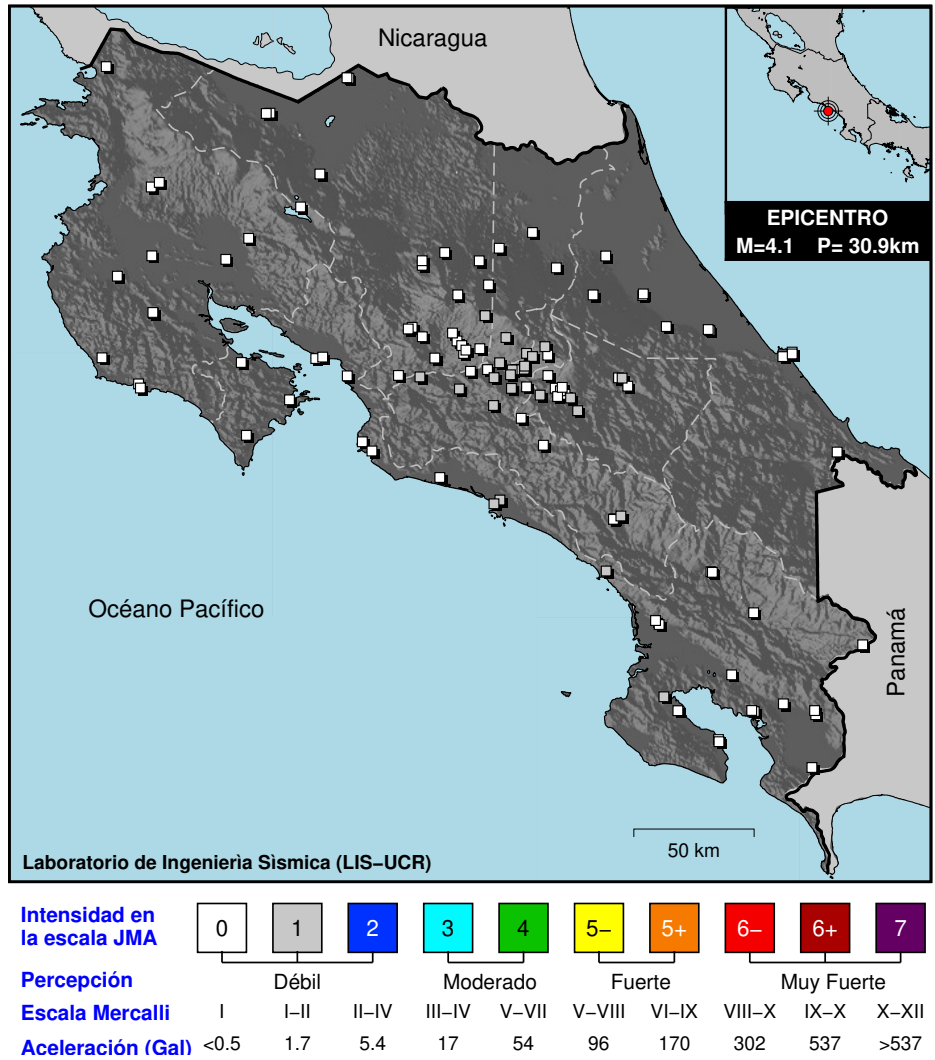 Nicaragua
EPICENTRO
M=4.1 P= 30.9km
Océano Pacífico
Panamá
50 km
Laboratorio de Ingenierìa Sìsmica (LIS−UCR)
Intensidad en
la escala JMA
0 1 2 3 4 5− 5+ 6− 6+ 7
Percepción Débil Moderado Fuerte Muy Fuerte
Escala Mercalli I I−II II−IV III−IV V−VII V−VIII VI−IX VIII−X IX−X X−XII
Aceleración (Gal) <0.5 1.7 5.4 17 54 96 170 302 537 >537